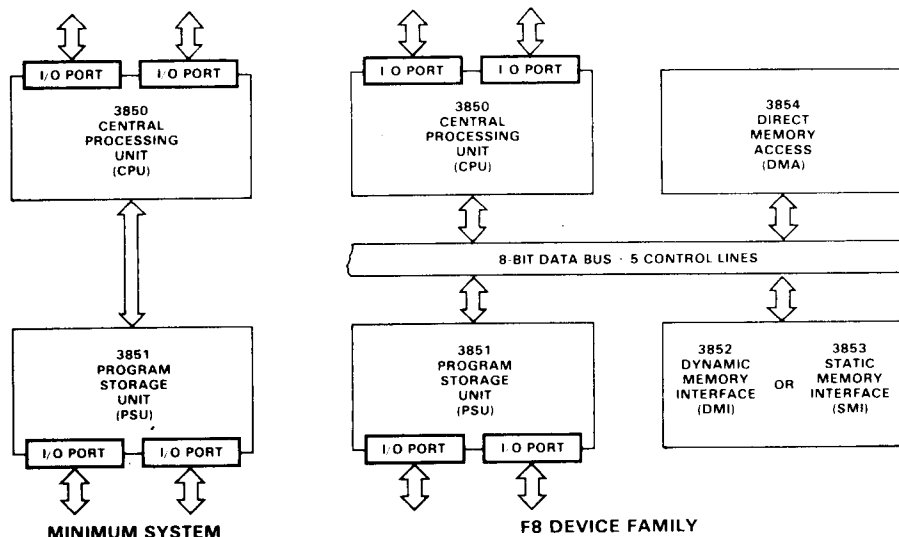 I/O PORT
I/O PORT
3850
CENTRAL
PROCESSING
UNIT
(CPU)
3851
PROGRAM
STORAGE
UNIT
(PSU)
I/O PORT
I/O PORT
MINIMUM SYSTEM
I O PORT
I O PORT
3850
CENTRAL
PROCESSING
UNIT
(CPU)
3854
DIRECT
MEMORY
ACCESS
(DMA)
8-BIT DATA BUS · 5 CONTROL LINES
3851
PROGRAM
STORAGE
UNIT
(PSU)
I/O PORT
I/O PORT
3852
DYNAMIC
MEMORY
INTERFACE
(DMI)
OR
3853
STATIC
MEMORY
INTERFACE
(SMI)
F8 DEVICE FAMILY